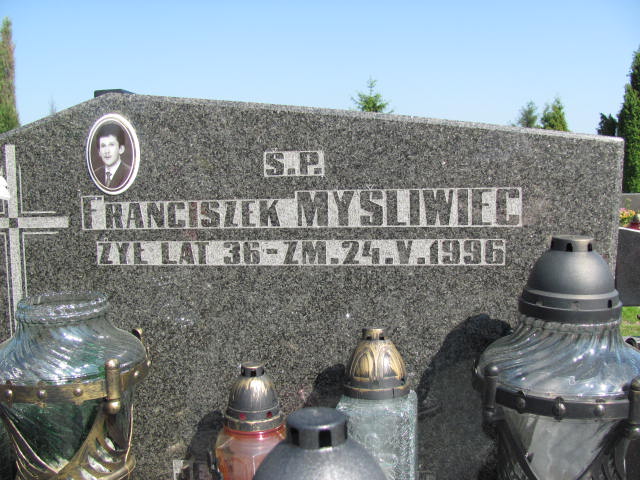 Ś.P.
FRANCISZEK MYŚLIWIEC
ŻYŁ LAT 36-ZM.24.V.1996